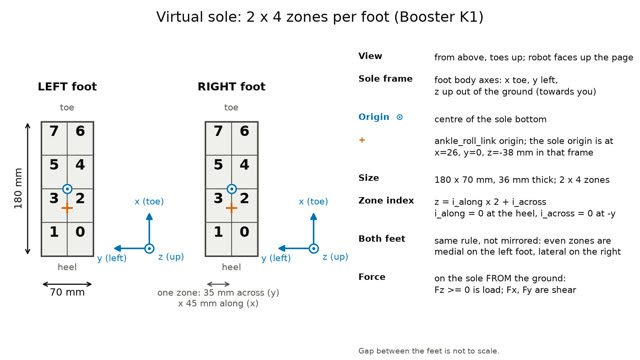 Virtual sole: 2 x 4 zones per foot (Booster K1)
LEFT foot
RIGHT foot
toe
toe
7 6
5 4
3 2
1 0
7 6
5 4
3 2
1 0
180 mm
x (toe)
y (left)
z (up)
x (toe)
y (left)
z (up)
heel
heel
70 mm
one zone: 35 mm across (y)
x 45 mm along (x)
View from above, toes up; robot faces up the page
Sole frame foot body axes: x toe, y left,
z up out of the ground (towards you)
Origin ⊙ centre of the sole bottom
+ ankle_roll_link origin; the sole origin is at
x=26, y=0, z=-38 mm in that frame
Size 180 x 70 mm, 36 mm thick; 2 x 4 zones
Zone index z = i_along x 2 + i_across
i_along = 0 at the heel, i_across = 0 at -y
Both feet same rule, not mirrored: even zones are
medial on the left foot, lateral on the right
Force on the sole FROM the ground:
Fz >= 0 is load; Fx, Fy are shear
Gap between the feet is not to scale.